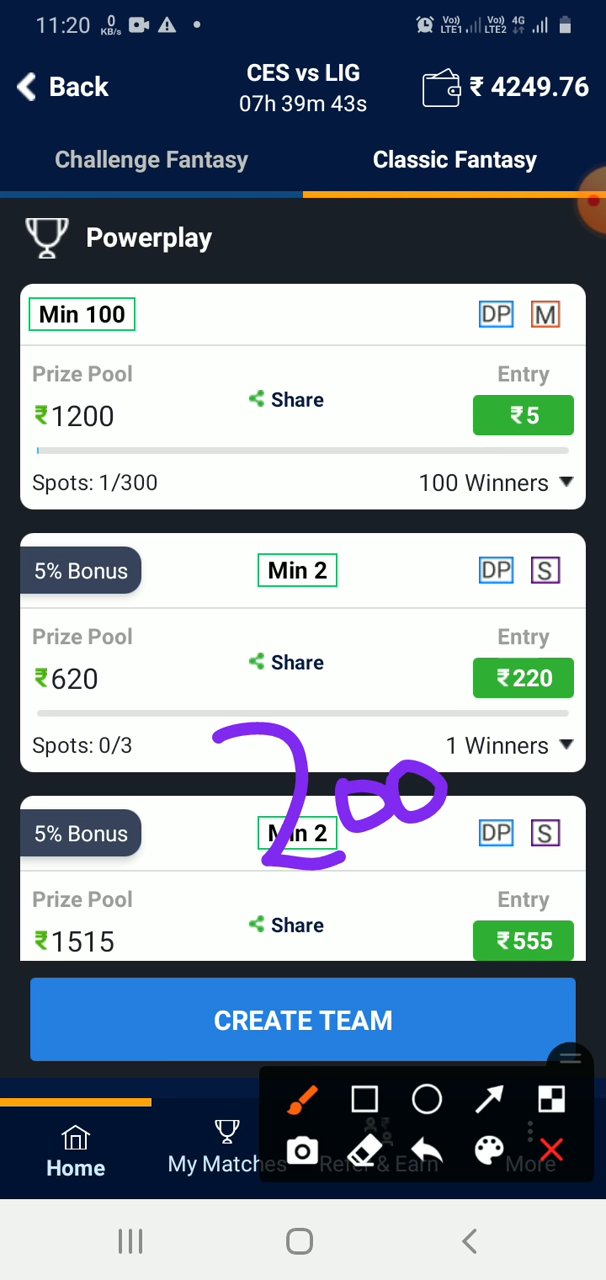 11:20 0 KB/s Vo)) LTE1 Vo)) LTE2 4G
Back CES vs LIG ₹ 4249.76
07h 39m 43s
Challenge Fantasy Classic Fantasy
Powerplay
Min 100 DP M
Prize Pool Entry
₹1200 Share ₹5
Spots: 1/300 100 Winners
5% Bonus Min 2 DP S
Prize Pool Entry
₹620 Share ₹220
Spots: 0/3 1 Winners
200
5% Bonus Min 2 DP S
Prize Pool Entry
₹1515 Share ₹555
CREATE TEAM
Home My Matches Refer & Earn More